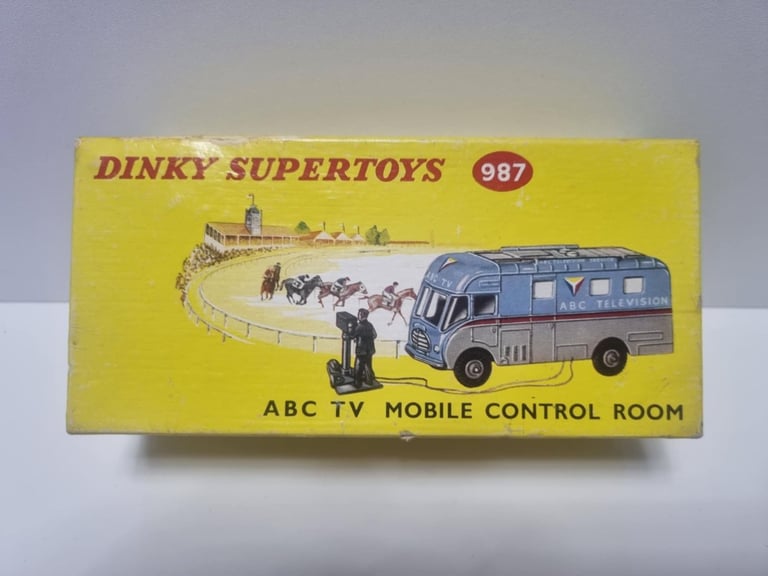 DINKY SUPERTOYS 987
ABC TV
ABC TELEVISION
ABC TV MOBILE CONTROL ROOM